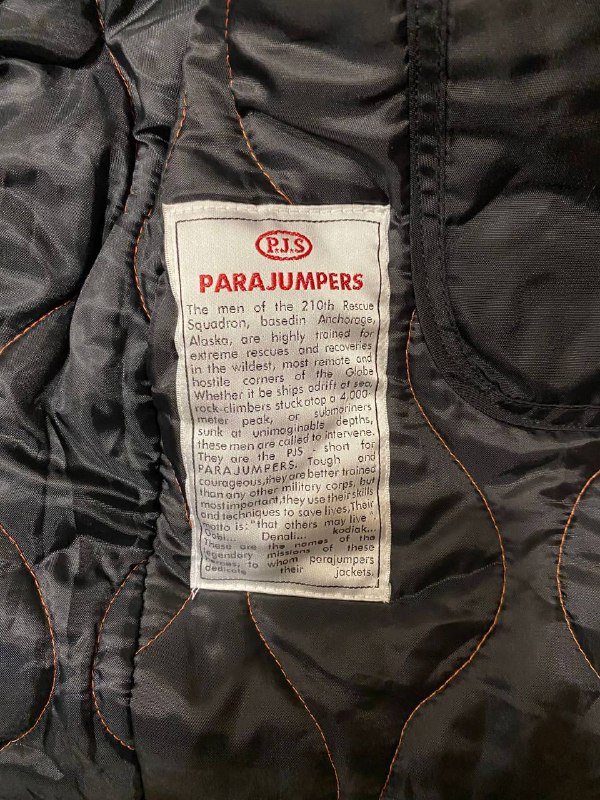 P.J.S
PARAJUMPERS
The men of the 210th Rescue
Squadron, basedin Anchorage,
Alaska, are highly trained for
extreme rescues and recoveries
in the wildest, most remote and
hostile corners of the Globe
Whether it be ships adrift at sea,
rock-climbers stuck atop a 4,000-
meter peak, or submariners
sunk at unimaginable depths,
these men are called to intervene.
They are the PJS - short for
PARAJUMPERS. Tough and
courageous, they are better trained
than any other military corps, but
most important, they use their skills
and techniques to save lives. Their
motto is: "that others may live".
Denali... kodiak...
These are the names of the
legendary missions of these
heroes, to whom parajumpers
dedicate their jackets.